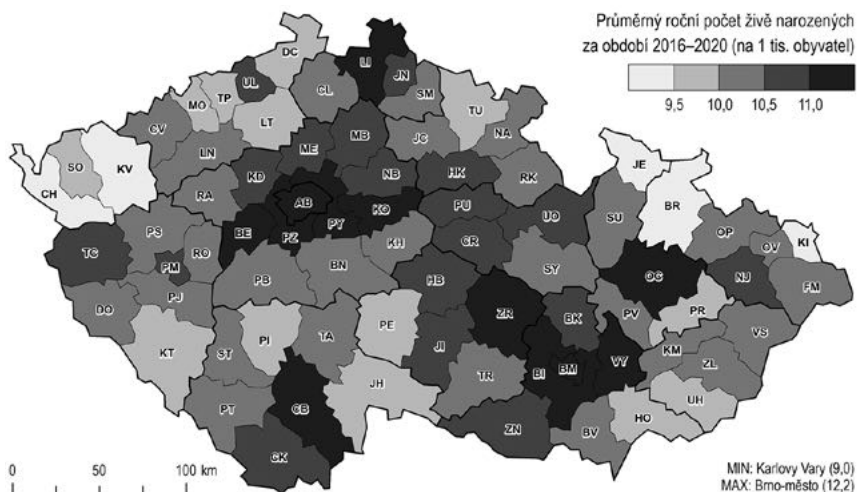 Průměrný roční počet živě narozených
za období 2016–2020 (na 1 tis. obyvatel)
9,5 10,0 10,5 11,0
DC
LI
UL
JN
TP
MO
CL
SM
TU
LT
CV
MB
JC
NA
ME
LN
SO
KV
KD
NB
HK
RK
JE
CH
RA
AB
KO
PU
BR
BE
PZ
PY
UO
SU
PS
KH
CR
OP
OV
KI
TC
PM
RO
BN
SY
OC
NJ
PB
HB
FM
DO
PJ
ZR
BK
PV
PR
PI
TA
PE
VS
KT
ST
JI
BI
BM
VY
KM
ZL
TR
JH
UH
PT
CB
HO
ZN
BV
CK
0 50 100 km
MIN: Karlovy Vary (9,0)
MAX: Brno-město (12,2)